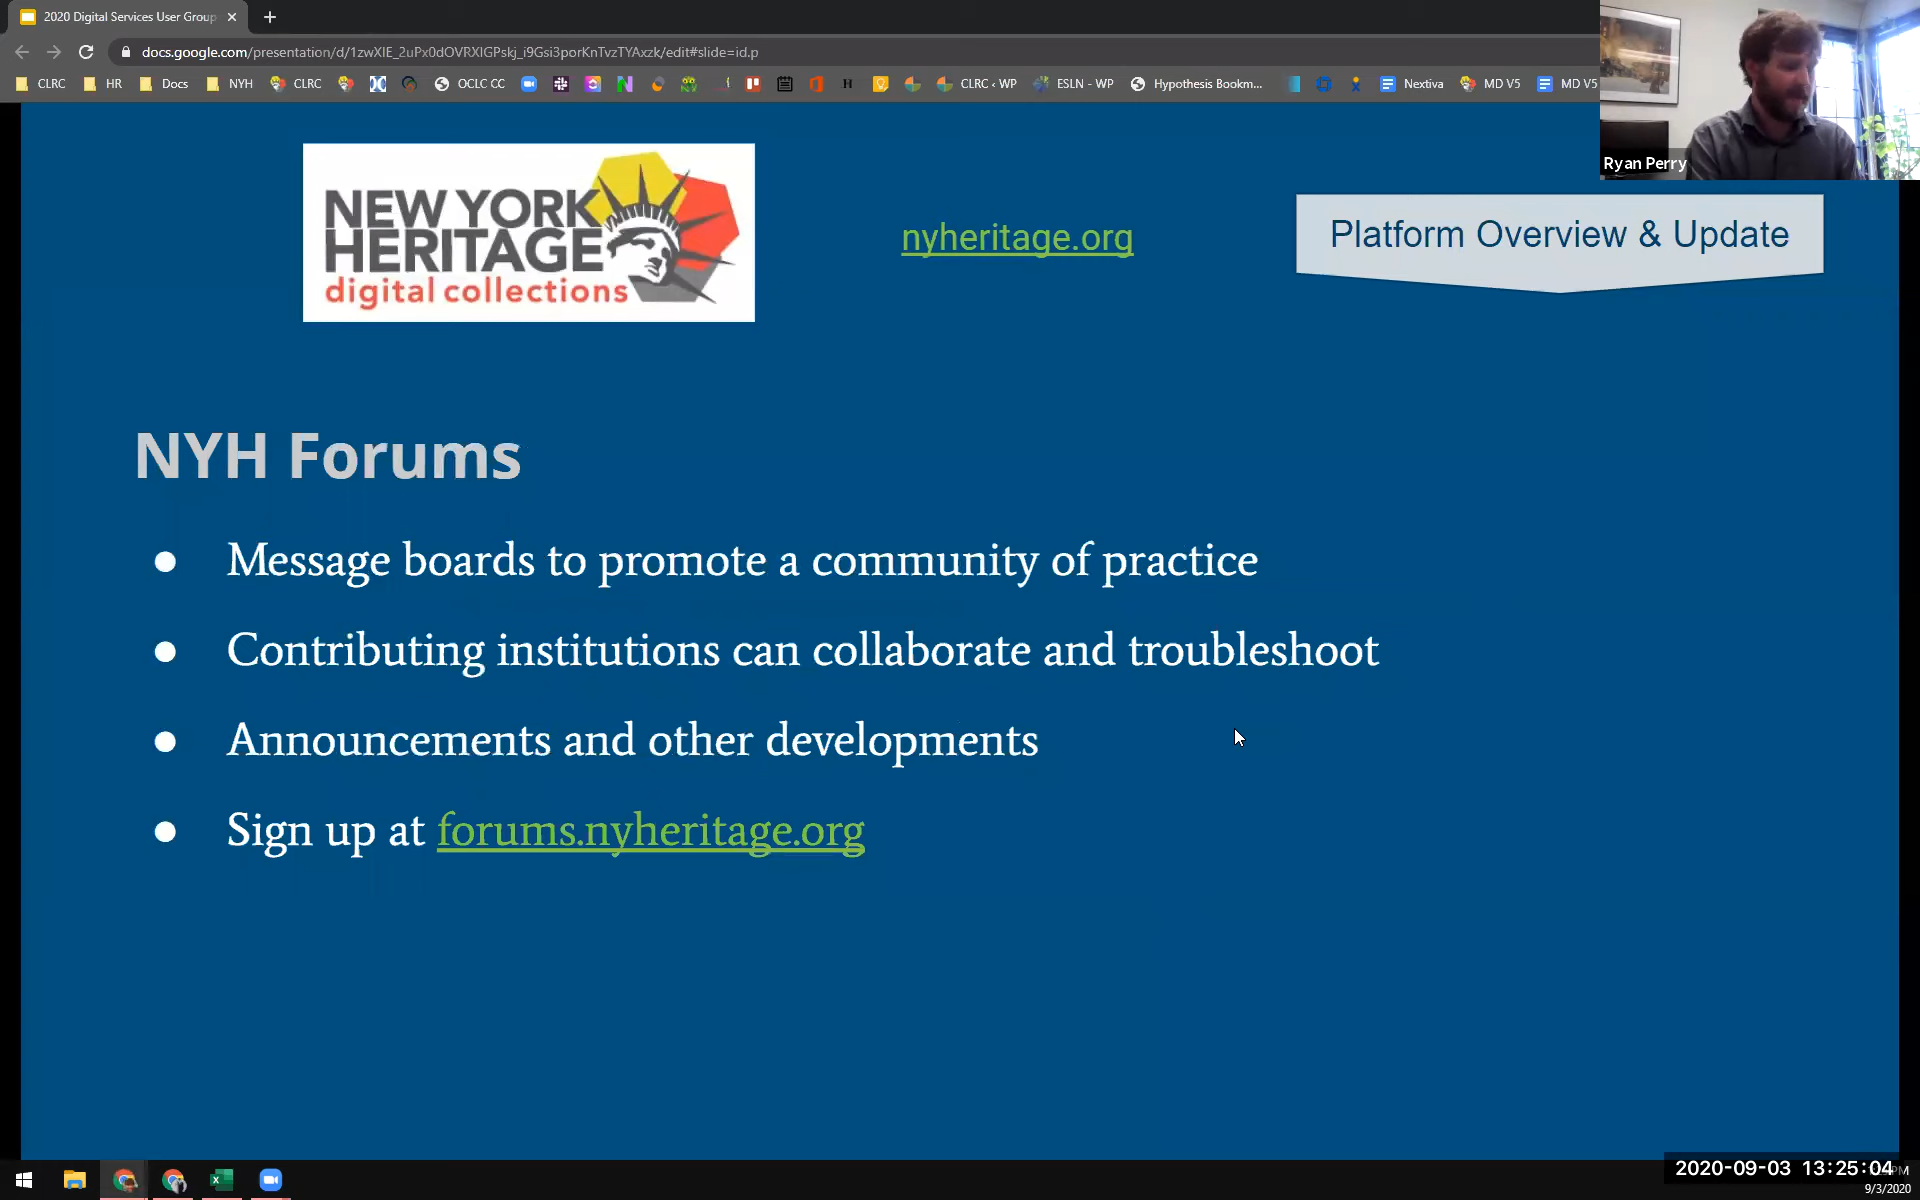 2020 Digital Services User Group
docs.google.com/presentation/d/1zwXIE_2uPx0dOVRXlGPskj_i9Gsi3porKnTvzTYAxzk/edit#slide=id.p
CLRC HR Docs NYH CLRC OCLC CC H CLRC ‹ WP ESLN - WP Hypothesis Bookm... Nextiva MD V5 MD V5
Ryan Perry
NEW YORK
HERITAGE
digital collections
nyheritage.org
Platform Overview & Update
NYH Forums
● Message boards to promote a community of practice
● Contributing institutions can collaborate and troubleshoot
● Announcements and other developments
● Sign up at forums.nyheritage.org
2020-09-03 13:25:04
9/3/2020